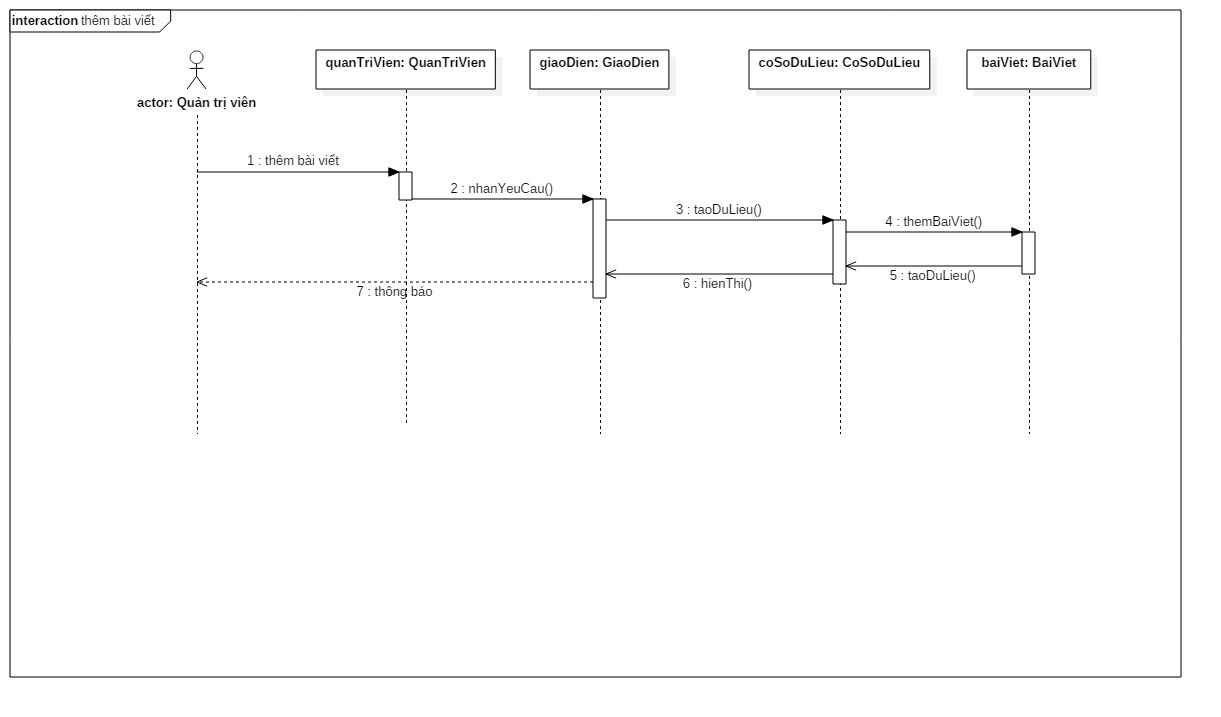 interaction thêm bài viết
actor: Quản trị viên
quanTriVien: QuanTriVien
giaoDien: GiaoDien
coSoDuLieu: CoSoDuLieu
baiViet: BaiViet
1 : thêm bài viết
2 : nhanYeuCau()
3 : taoDuLieu()
4 : themBaiViet()
5 : taoDuLieu()
6 : hienThi()
7 : thông báo